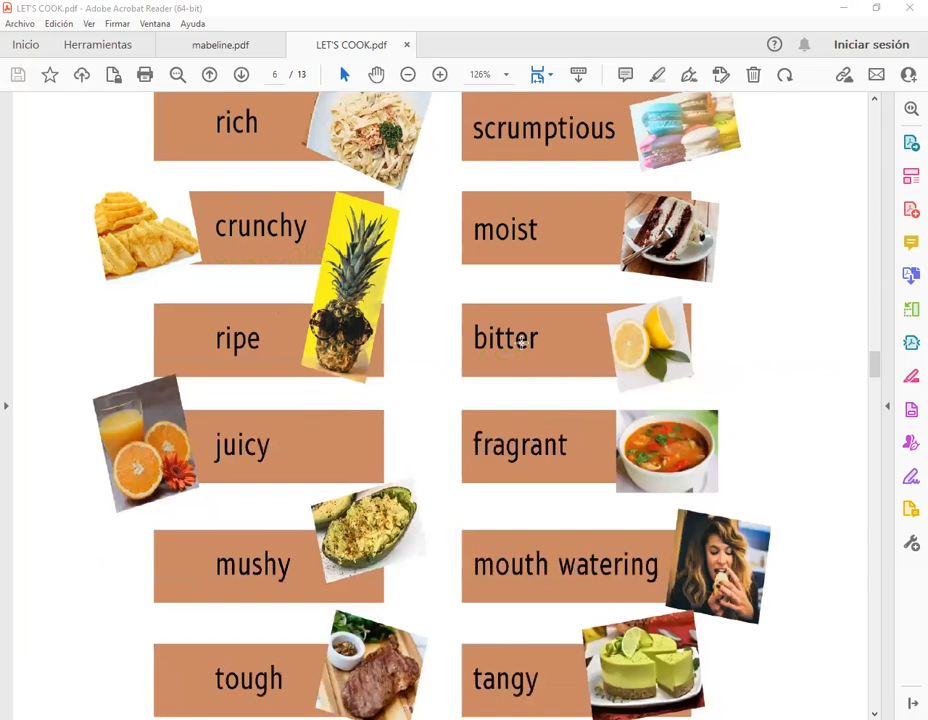 LET'S COOK.pdf - Adobe Acrobat Reader (64-bit)
Archivo Edición Ver Firmar Ventana Ayuda
Inicio Herramientas mabeline.pdf LET'S COOK.pdf × Iniciar sesión
6 / 13 126%
rich scrumptious
crunchy moist
ripe bitter
juicy fragrant
mushy mouth watering
tough tangy